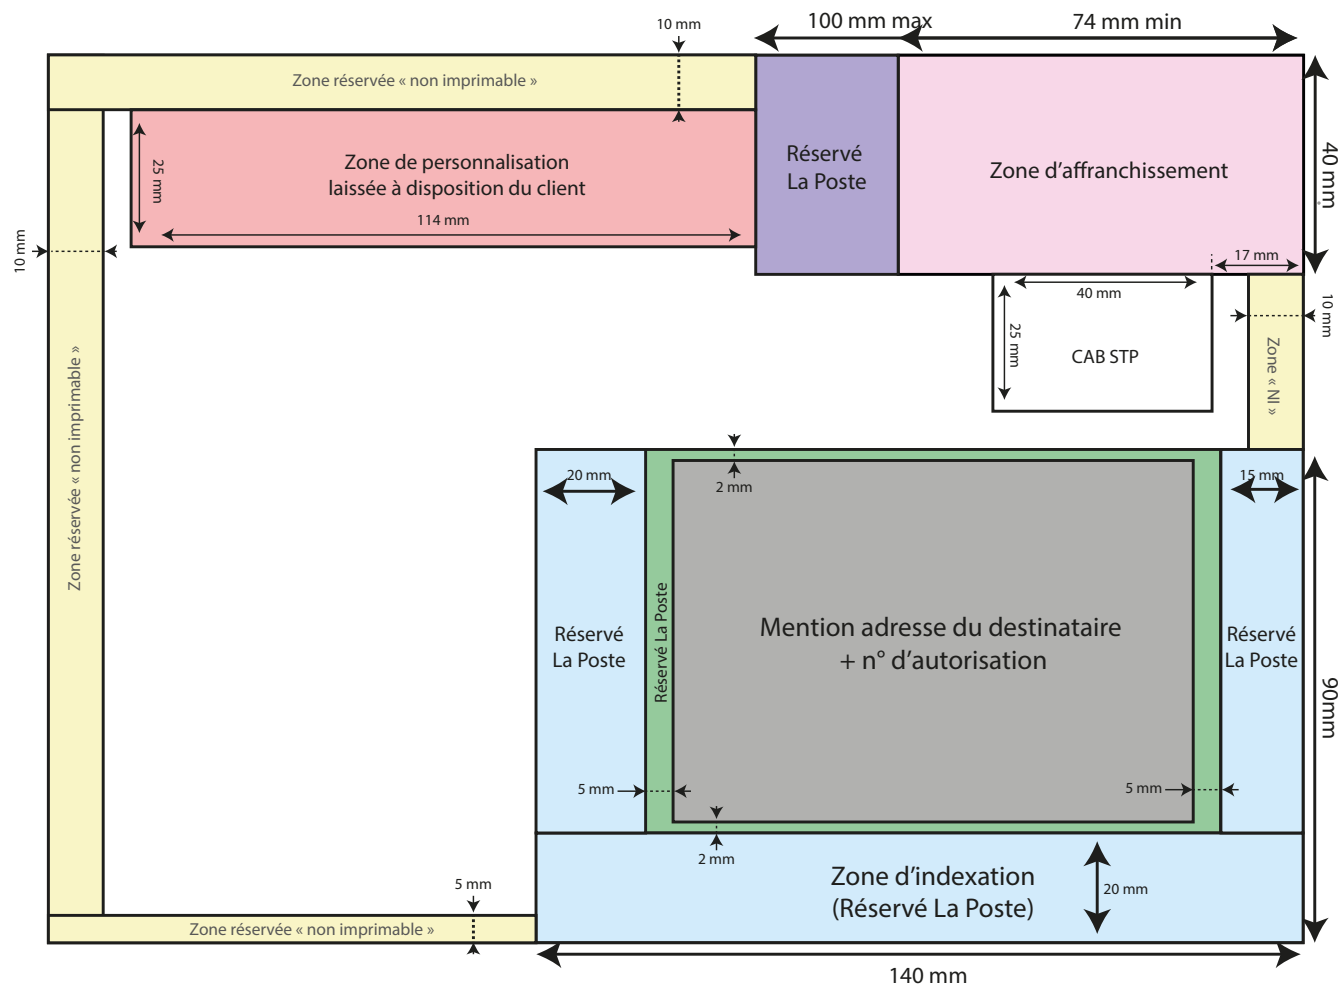 10 mm
100 mm max
74 mm min
Zone réservée « non imprimable »
Zone de personnalisation
laissée à disposition du client
25 mm
114 mm
Réservé
La Poste
Zone d’affranchissement
40 mm
10 mm
17 mm
40 mm
25 mm
CAB STP
10 mm
Zone « NI »
Zone réservée « non imprimable »
20 mm
2 mm
15 mm
Réservé
La Poste
Réservé La Poste
Mention adresse du destinataire
+ n° d’autorisation
Réservé
La Poste
90mm
5 mm
5 mm
2 mm
5 mm
Zone d’indexation
(Réservé La Poste)
20 mm
Zone réservée « non imprimable »
140 mm